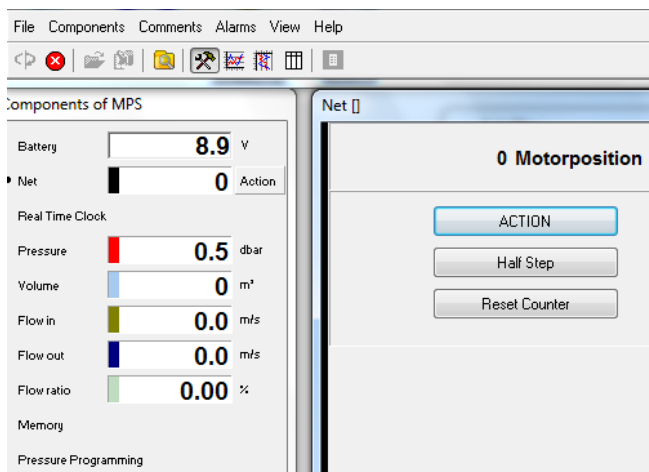 File Components Comments Alarms View Help
Components of MPS
Battery 8.9 V
Net 0 Action
Real Time Clock
Pressure 0.5 dbar
Volume 0 m³
Flow in 0.0 m/s
Flow out 0.0 m/s
Flow ratio 0.00 %
Memory
Pressure Programming
Net []
0 Motorposition
ACTION
Half Step
Reset Counter